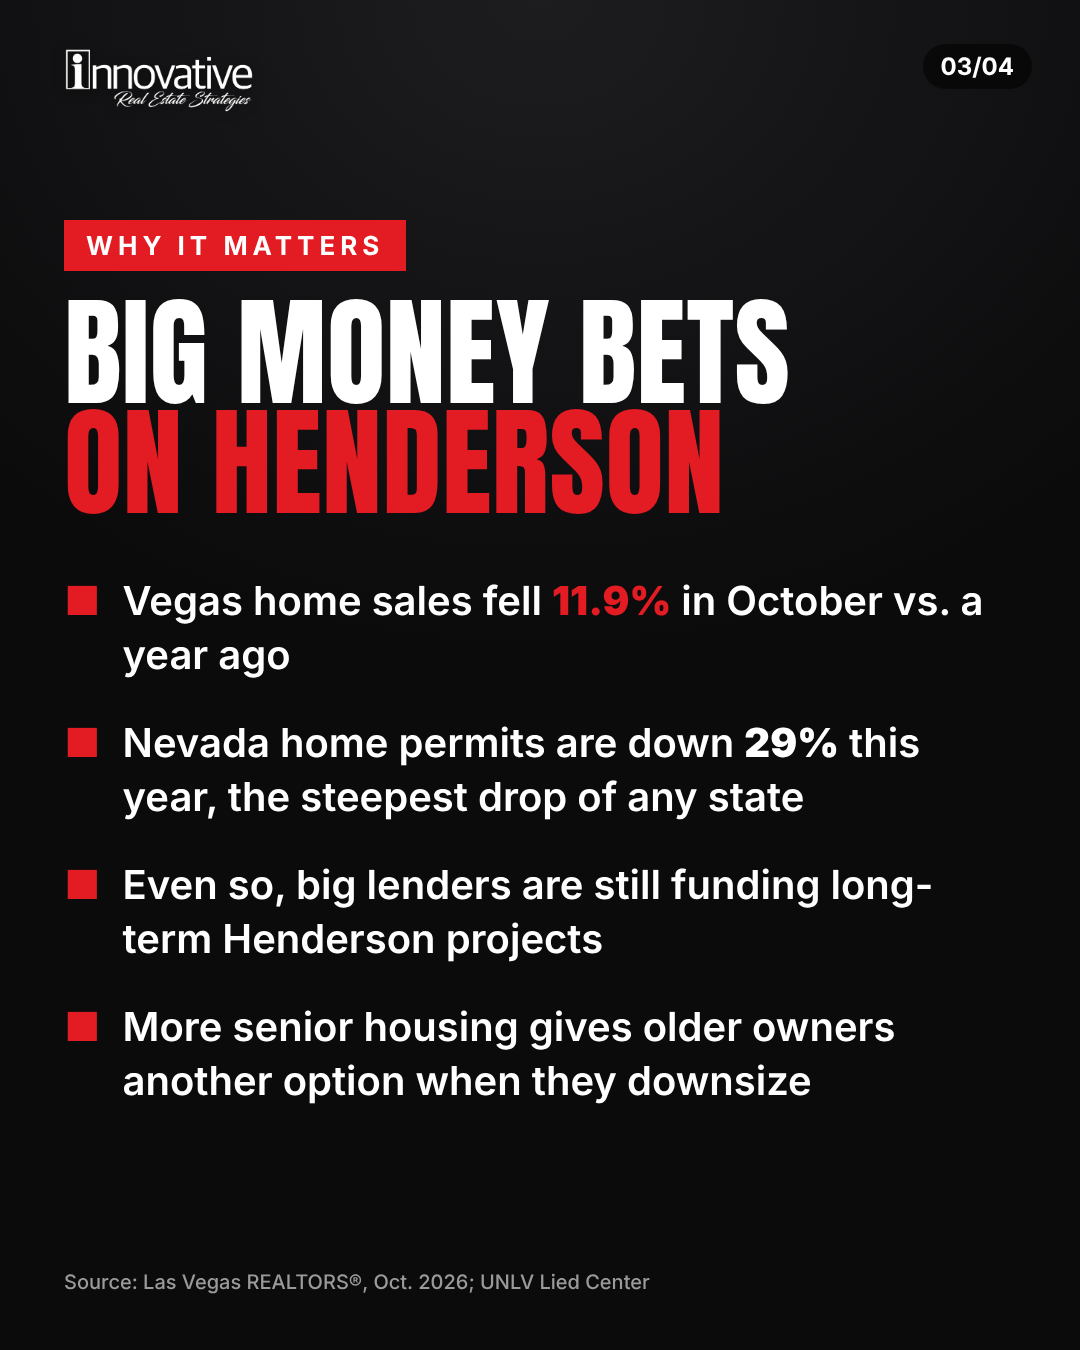 innovative
Real Estate Strategies
03/04
WHY IT MATTERS
BIG MONEY BETS
ON HENDERSON
Vegas home sales fell 11.9% in October vs. a
year ago
Nevada home permits are down 29% this
year, the steepest drop of any state
Even so, big lenders are still funding long-
term Henderson projects
More senior housing gives older owners
another option when they downsize
Source: Las Vegas REALTORS®, Oct. 2026; UNLV Lied Center